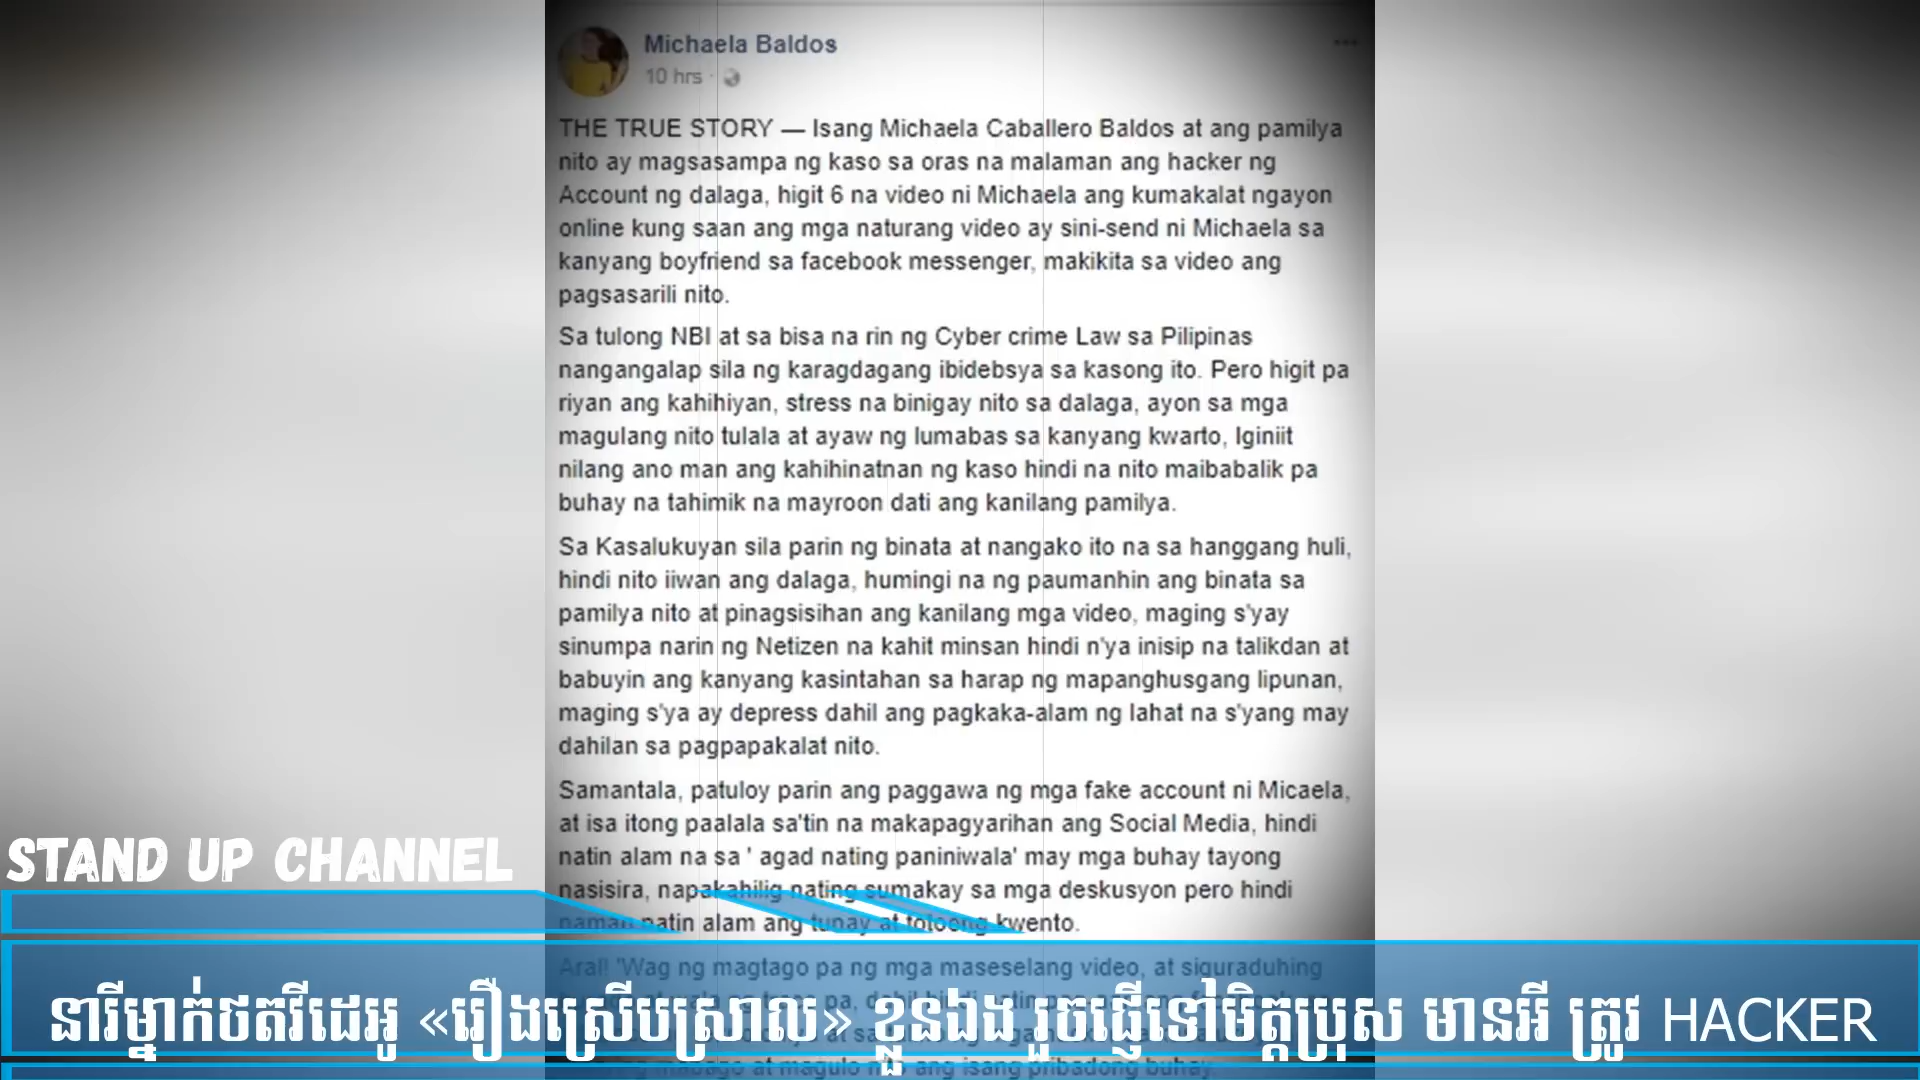 Michaela Baldos
10 hrs ·
THE TRUE STORY — Isang Michaela Caballero Baldos at ang pamilya
nito ay magsasampa ng kaso sa oras na malaman ang hacker ng
Account ng dalaga, higit 6 na video ni Michaela ang kumakalat ngayon
online kung saan ang mga naturang video ay sini-send ni Michaela sa
kanyang boyfriend sa facebook messenger, makikita sa video ang
pagsasarili nito.
Sa tulong NBI at sa bisa na rin ng Cyber crime Law sa Pilipinas
nangangalap sila ng karagdagang ibidebsya sa kasong ito. Pero higit pa
riyan ang kahihiyan, stress na binigay nito sa dalaga, ayon sa mga
magulang nito tulala at ayaw ng lumabas sa kanyang kwarto, Iginiit
nilang ano man ang kahihinatnan ng kaso hindi na nito maibabalik pa
buhay na tahimik na mayroon dati ang kanilang pamilya.
Sa Kasalukuyan sila parin ng binata at nangako ito na sa hanggang huli,
hindi nito iiwan ang dalaga, humingi na ng paumanhin ang binata sa
pamilya nito at pinagsisihan ang kanilang mga video, maging s'yay
sinumpa narin ng Netizen na kahit minsan hindi n'ya inisip na talikdan at
babuyin ang kanyang kasintahan sa harap ng mapanghusgang lipunan,
maging s'ya ay depress dahil ang pagkaka-alam ng lahat na s'yang may
dahilan sa pagpapakalat nito.
Samantala, patuloy parin ang paggawa ng mga fake account ni Micaela,
at isa itong paalala sa'tin na makapagyarihan ang Social Media, hindi
natin alam na sa ' agad nating paniniwala' may mga buhay tayong
nasisira, napakahilig nating sumakay sa mga deskusyon pero hindi
naman natin alam ang tunay at totoong kwento.
STAND UP CHANNEL
Aral! 'Wag ng magtago pa ng mga maseselang video, at siguraduhing
នារីម្នាក់ថតវីដេអូ «រឿងស្រើបស្រាល» ខ្លួនឯង រួចផ្ញើទៅមិត្តប្រុស មានអី ត្រូវ HACKER
at magulo nito ang isang pribadong buhay.